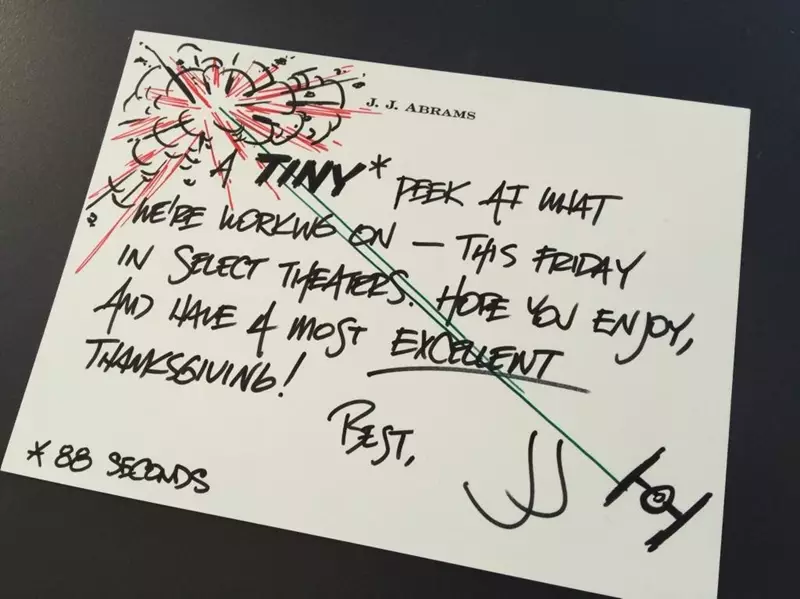 J. J. ABRAMS
A TINY* PEEK AT WHAT
WE'RE WORKING ON — THIS FRIDAY
IN SELECT THEATERS. HOPE YOU ENJOY,
AND HAVE A MOST EXCELLENT
THANKSGIVING!
BEST,
JJ
*88 SECONDS